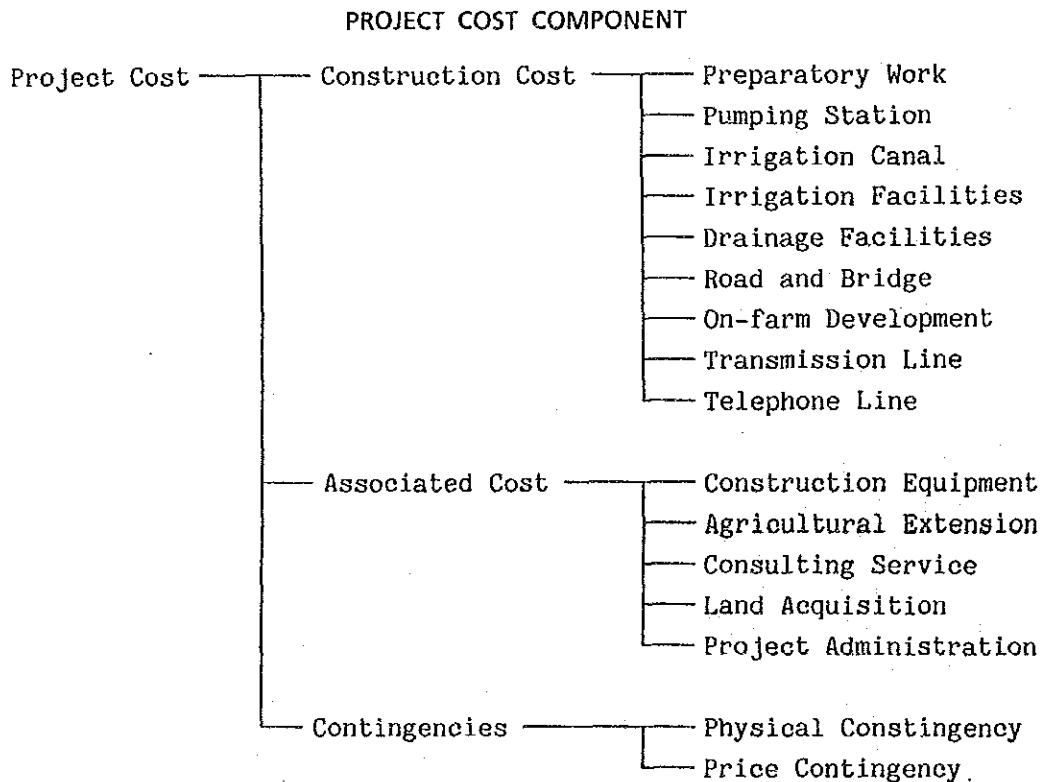 PROJECT COST COMPONENT
Project Cost Construction Cost Preparatory Work
Pumping Station
Irrigation Canal
Irrigation Facilities
Drainage Facilities
Road and Bridge
On-farm Development
Transmission Line
Telephone Line
Associated Cost Construction Equipment
Agricultural Extension
Consulting Service
Land Acquisition
Project Administration
Contingencies Physical Constingency
Price Contingency.